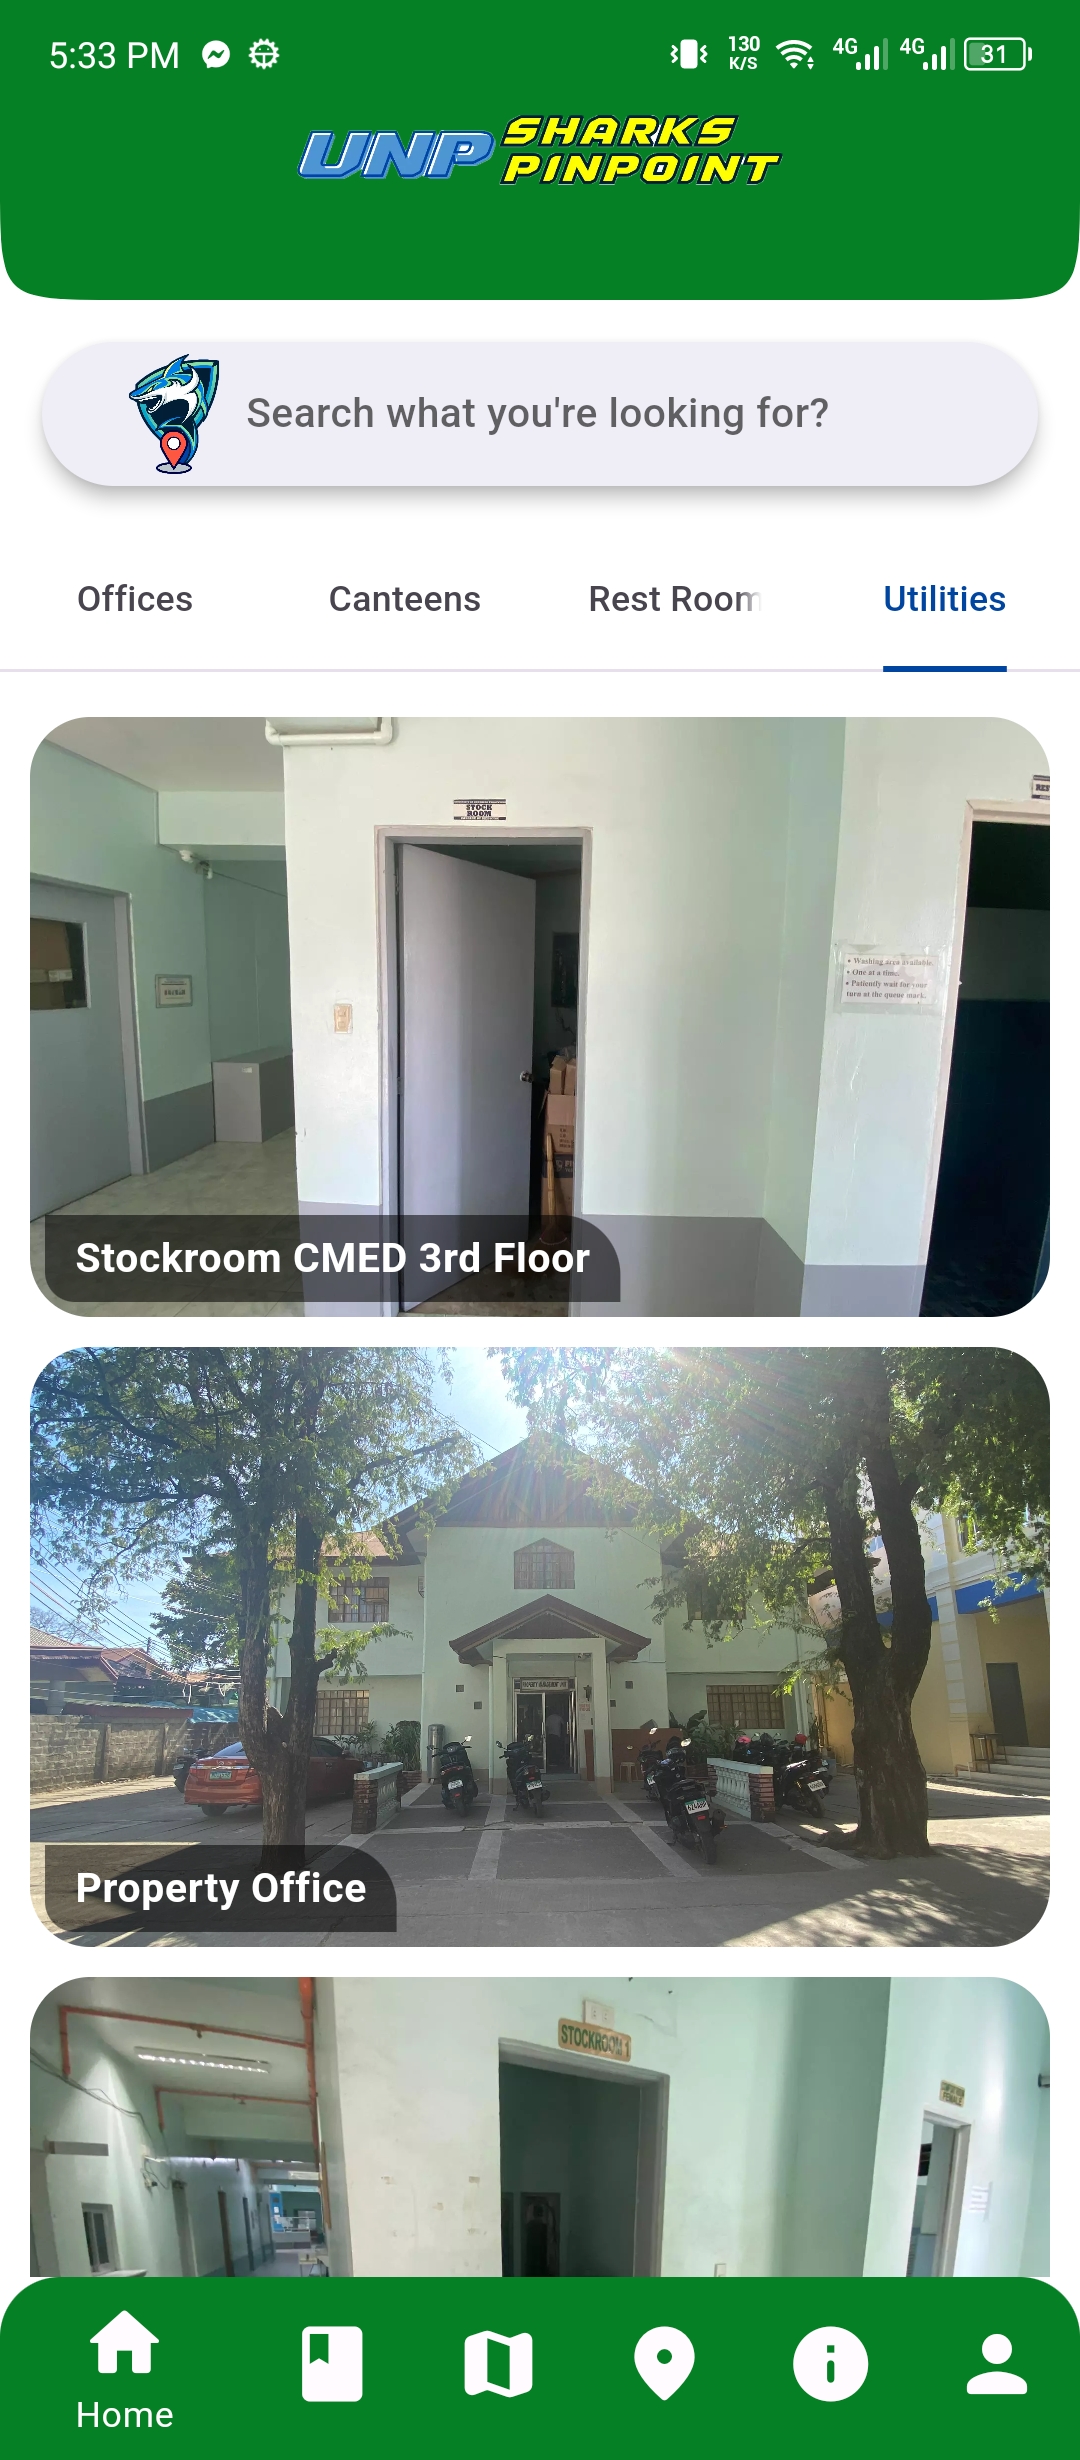 5:33 PM
130
K/S
4G
4G
31
UNP SHARKS
PINPOINT
Search what you're looking for?
Offices
Canteens
Rest Room
Utilities
STOCK
ROOM
• Washing area available.
• One at a time.
• Patiently wait for your
turn at the queue mark.
Stockroom CMED 3rd Floor
Property Office
STOCKROOM 1
FEMALE
Home